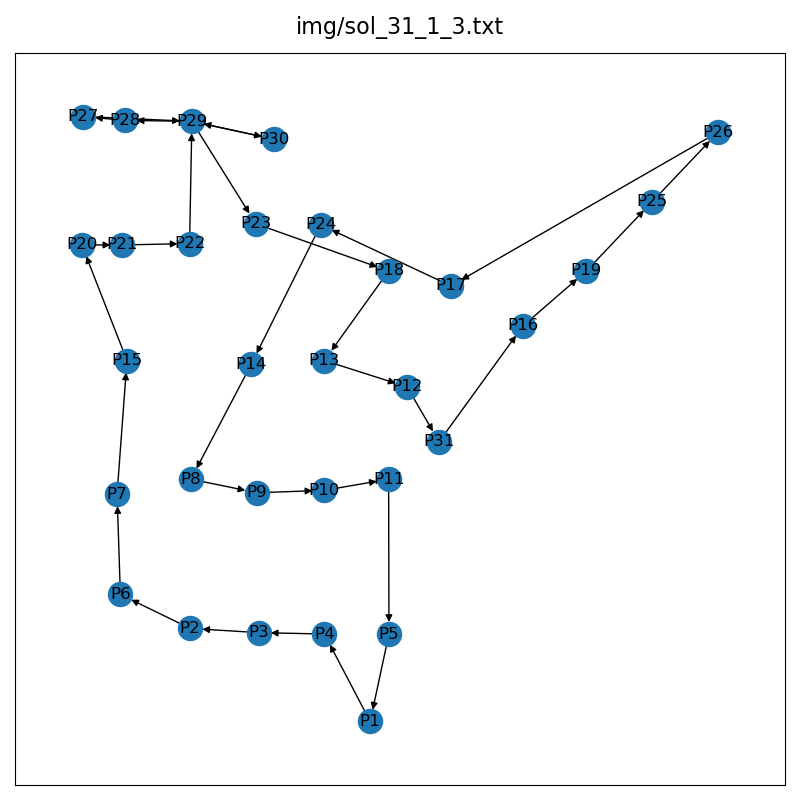 img/sol_31_1_3.txt
P27 P28 P29 P30 P26
P25
P23 P24
P20 P21 P22
P18 P17 P19
P16
P15 P14 P13
P12
P31
P8 P11
P7 P9 P10
P6
P2 P3 P4 P5
P1